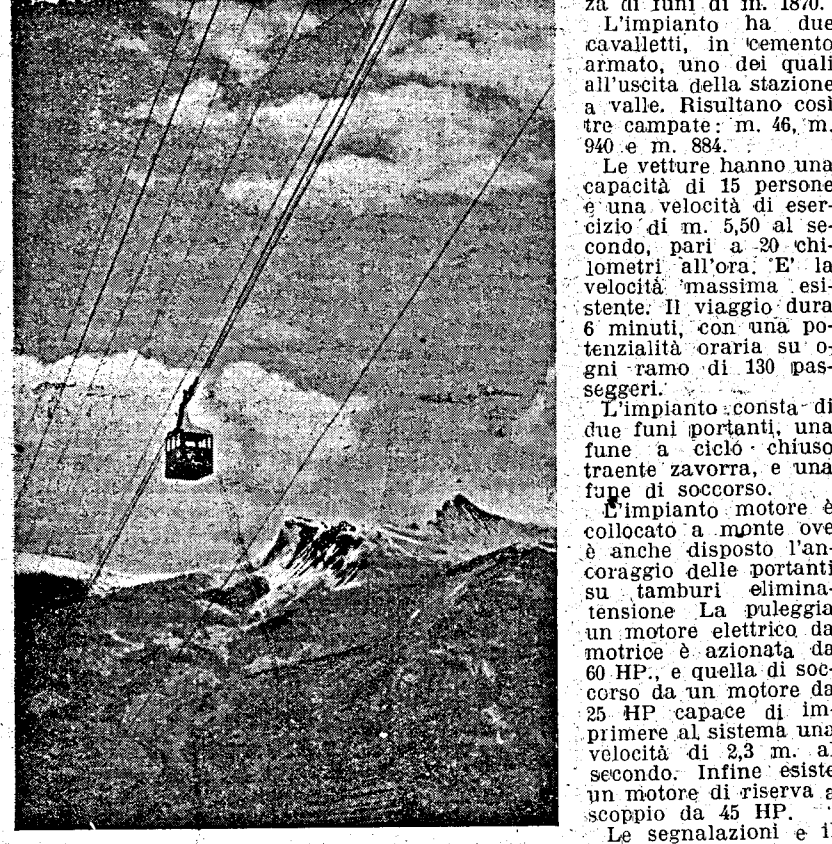 za di funi di m. 1870.
L'impianto ha due
cavalletti, in cemento
armato, uno dei quali
all'uscita della stazione
a valle. Risultano così
tre campate: m. 46, m.
940 e m. 884.
Le vetture hanno una
capacità di 15 persone
e una velocità di eser-
cizio di m. 5,50 al se-
condo, pari a 20 chi-
lometri all'ora. E' la
velocità massima esi-
stente. Il viaggio dura
6 minuti, con una po-
tenzialità oraria su o-
gni ramo di 130 pas-
seggeri.
L'impianto consta di
due funi portanti, una
fune a ciclo chiuso
traente zavorra, e una
fune di soccorso.
L'impianto motore è
collocato a monte ove
è anche disposto l'an-
coraggio delle portanti
su tamburi elimina-
tensione La puleggia
un motore elettrico da
motrice è azionata da
60 HP., e quella di soc-
corso da un motore da
25 HP capace di im-
primere al sistema una
velocità di 2,3 m. al
secondo. Infine esiste
un motore di riserva a
scoppio da 45 HP.
Le segnalazioni e il